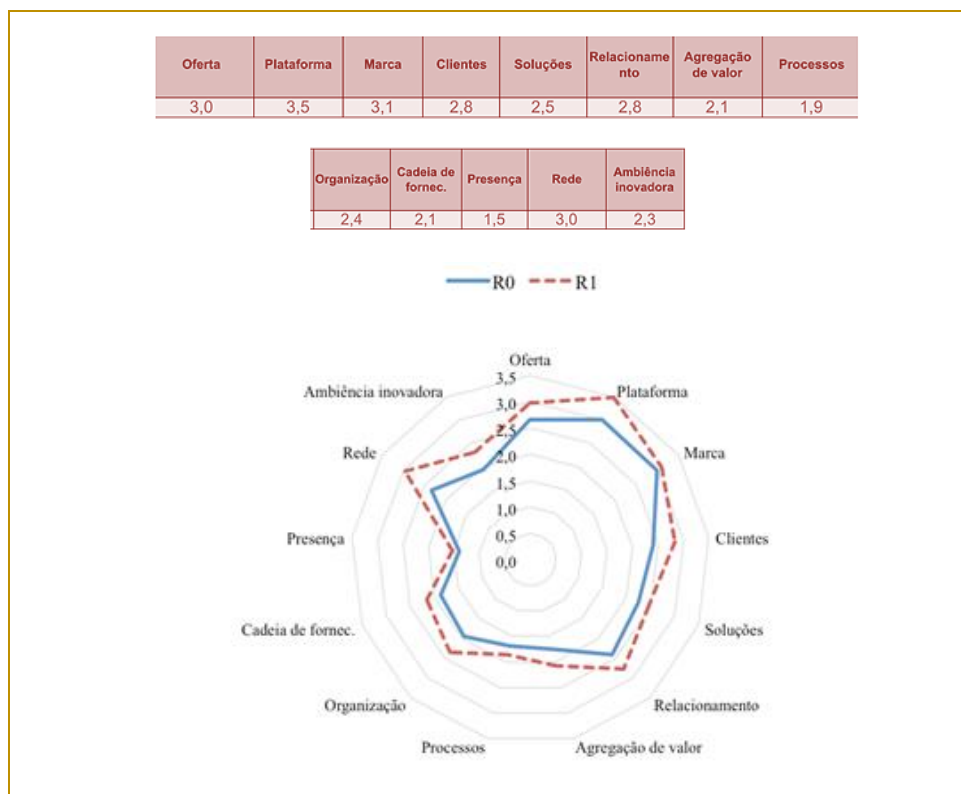 Oferta Plataforma Marca Clientes Soluções Relacioname nto Agregação de valor Processos
3,0 3,5 3,1 2,8 2,5 2,8 2,1 1,9
Organização Cadeia de fornec. Presença Rede Ambiência inovadora
2,4 2,1 1,5 3,0 2,3
R0 R1
Oferta
3,5
Ambiência inovadora
Plataforma
3,0
2,5
Rede
Marca
2,0
1,5
Presença
Clientes
1,0
0,5
0,0
Cadeia de fornec.
Soluções
Organização
Relacionamento
Processos
Agregação de valor